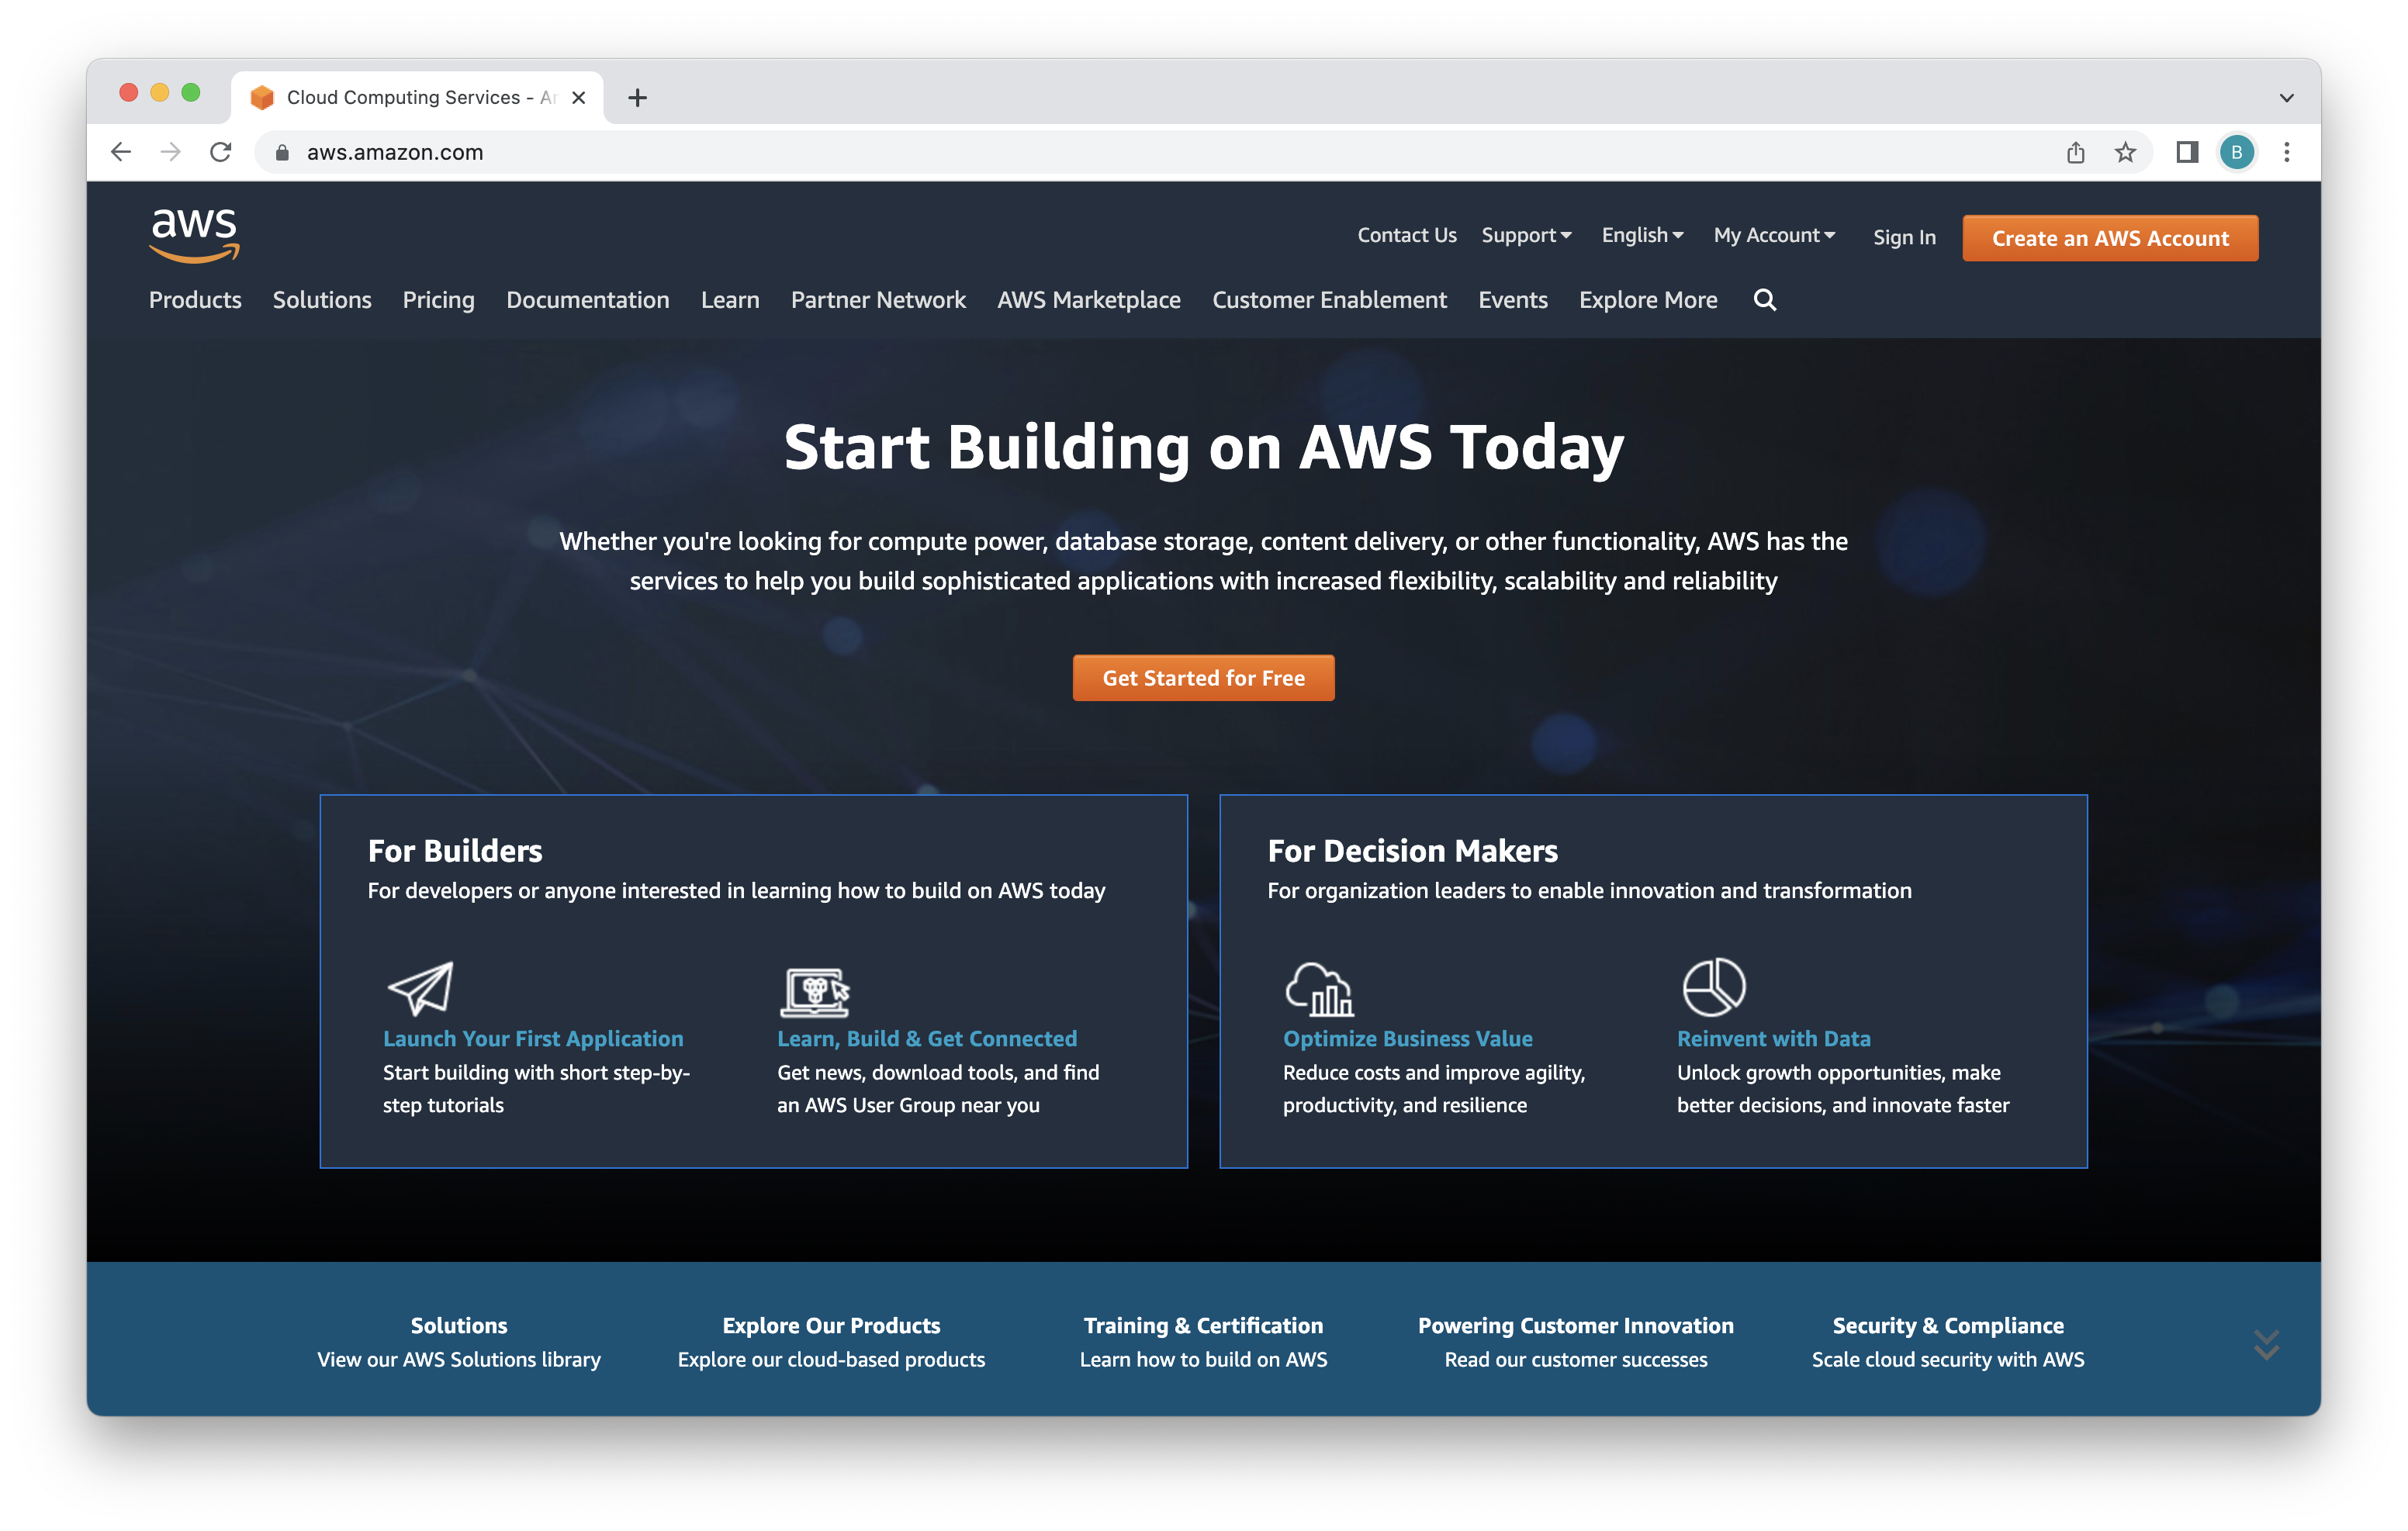 Cloud Computing Services - Ar
aws.amazon.com
B
aws
Contact Us Support English My Account Sign In Create an AWS Account
Products Solutions Pricing Documentation Learn Partner Network AWS Marketplace Customer Enablement Events Explore More
Start Building on AWS Today
Whether you're looking for compute power, database storage, content delivery, or other functionality, AWS has the
services to help you build sophisticated applications with increased flexibility, scalability and reliability
Get Started for Free
For Builders
For developers or anyone interested in learning how to build on AWS today
Launch Your First Application
Start building with short step-by-
step tutorials
Learn, Build & Get Connected
Get news, download tools, and find
an AWS User Group near you
For Decision Makers
For organization leaders to enable innovation and transformation
Optimize Business Value
Reduce costs and improve agility,
productivity, and resilience
Reinvent with Data
Unlock growth opportunities, make
better decisions, and innovate faster
Solutions
View our AWS Solutions library
Explore Our Products
Explore our cloud-based products
Training & Certification
Learn how to build on AWS
Powering Customer Innovation
Read our customer successes
Security & Compliance
Scale cloud security with AWS